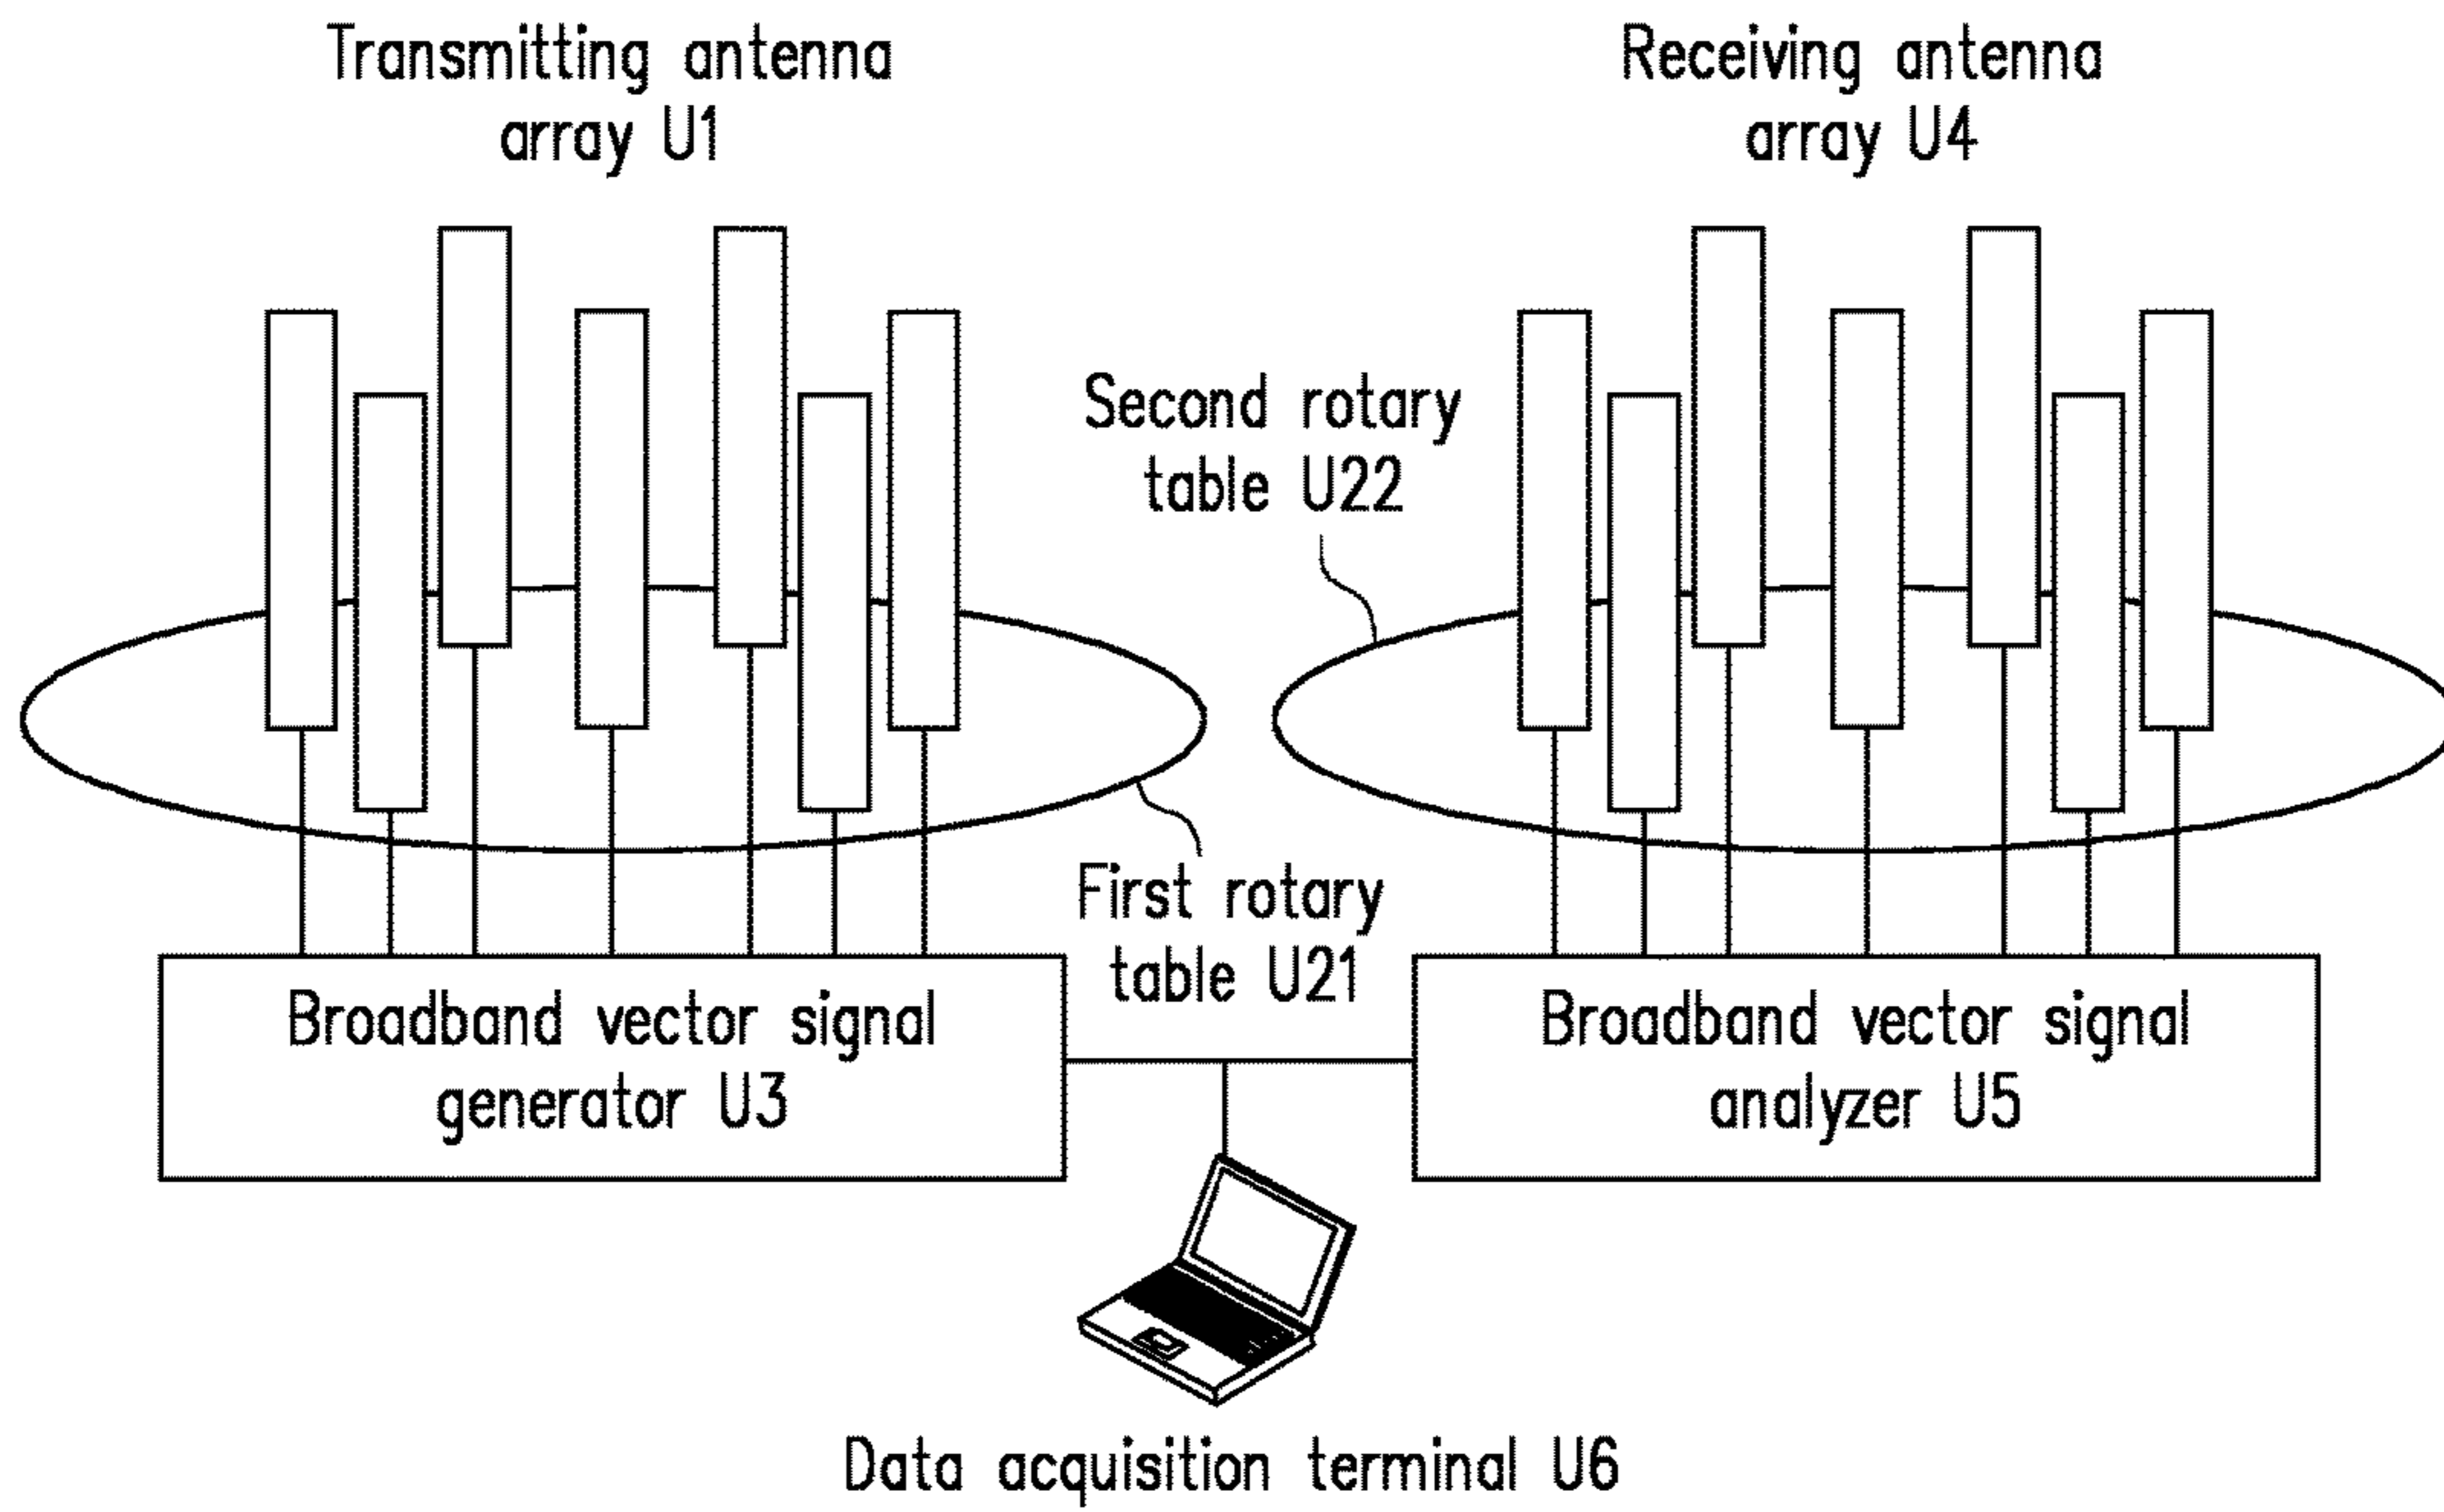 Transmitting antenna
array U1
Receiving antenna
array U4
Second rotary
table U22
First rotary
table U21
Broadband vector signal
generator U3
Broadband vector signal
analyzer U5
Data acquisition terminal U6